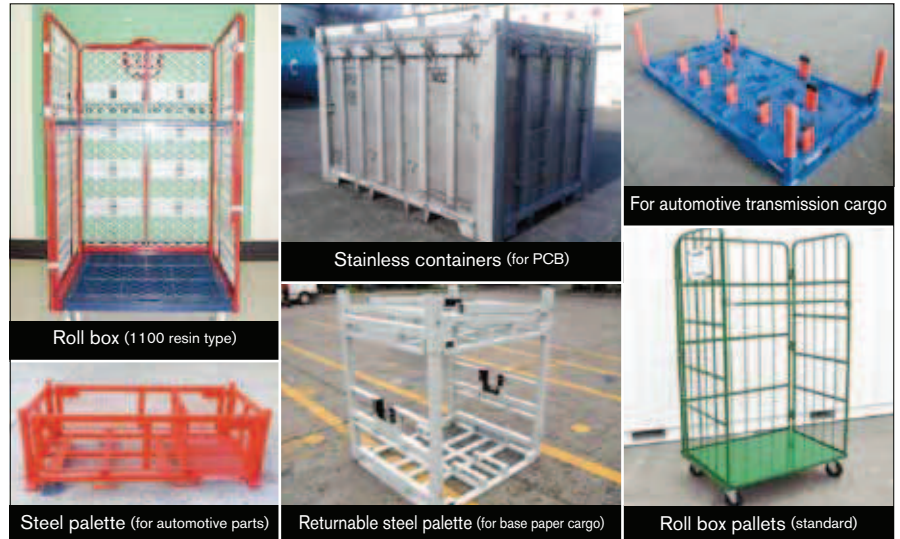 Roll box (1100 resin type)
Stainless containers (for PCB)
For automotive transmission cargo
Steel palette (for automotive parts)
Returnable steel palette (for base paper cargo)
Roll box pallets (standard)